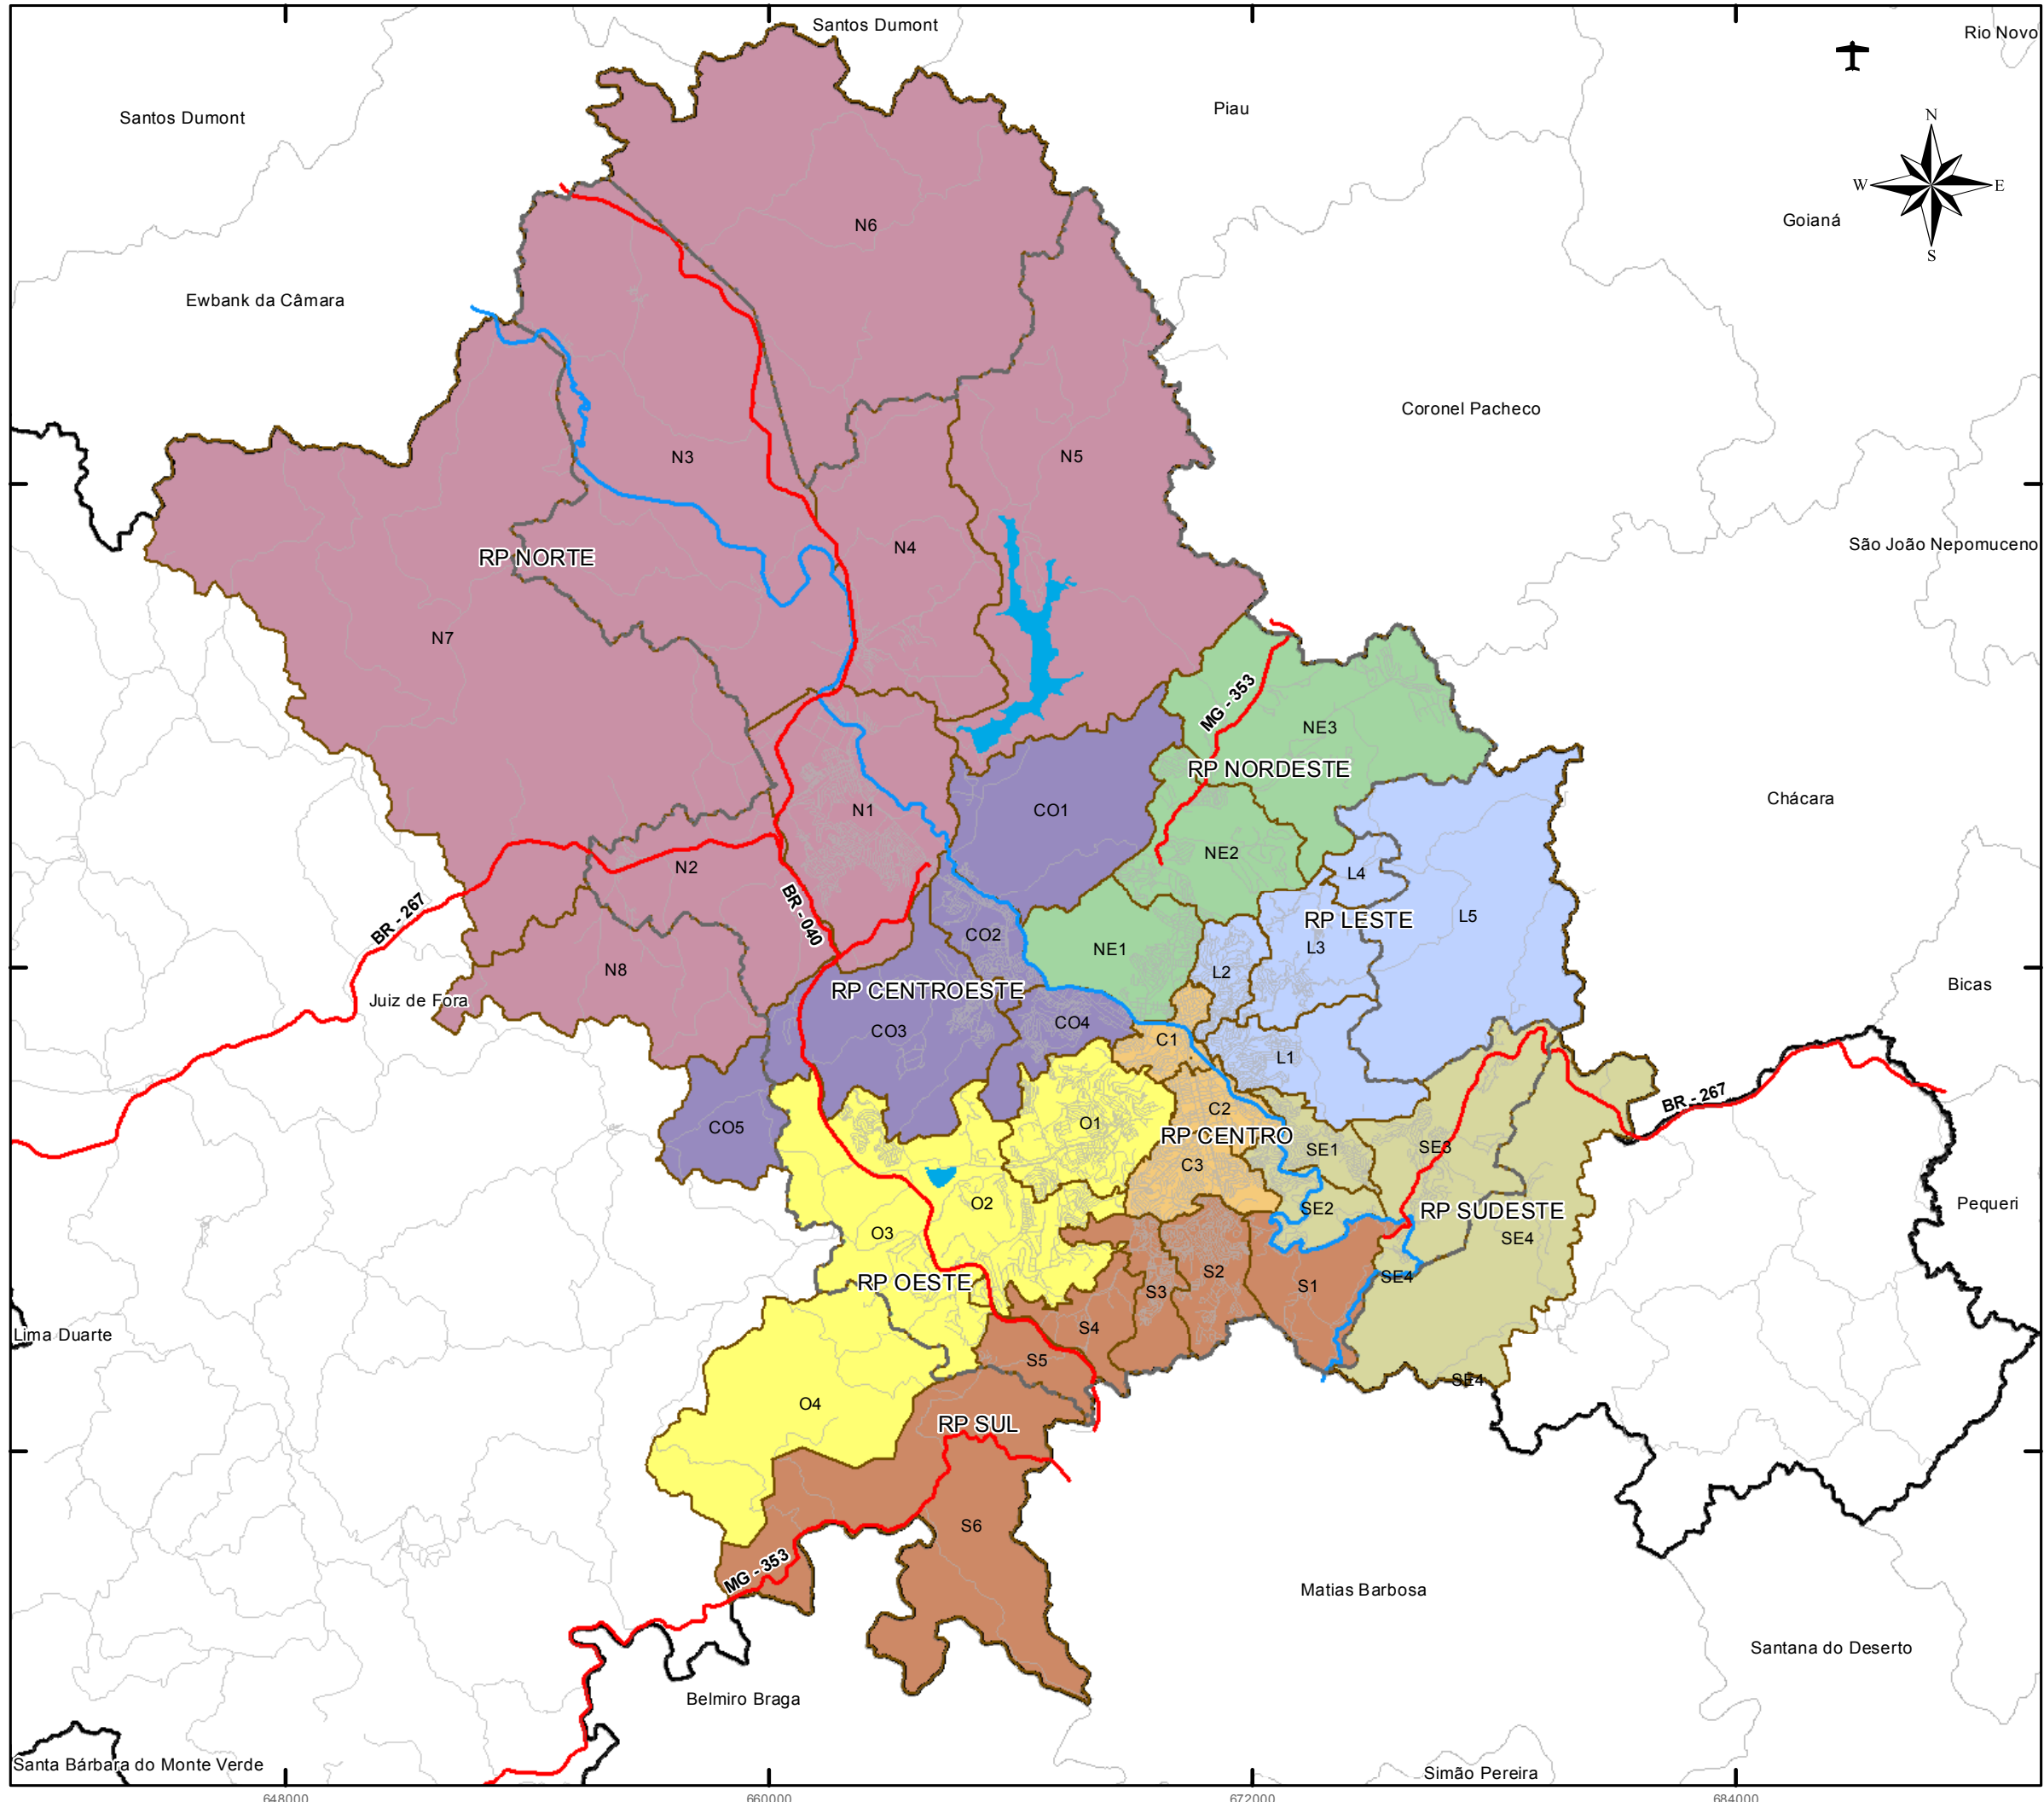 Santos Dumont
Rio Novo
Piau
Santos Dumont
N
W
E
S
Goianá
N6
Ewbank da Câmara
Coronel Pacheco
N3
N5
N4
São João Nepomuceno
RP NORTE
N7
MG - 353
NE3
RP NORDESTE
Chácara
N1
CO1
NE2
N2
L4
BR - 267
BR - 040
L5
RP LESTE
CO2
NE1
L3
N8
L2
Bicas
RP CENTROESTE
Juiz de Fora
CO3
CO4
C1
L1
BR - 267
C2
CO5
O1
RP CENTRO
SE1
SE3
C3
O2
SE2
RP SUDESTE
Pequeri
O3
SE4
S2
SE4
RP OESTE
S3
S1
Lima Duarte
S4
S5
SE4
O4
RP SUL
S6
MG - 353
Matias Barbosa
Santana do Deserto
Belmiro Braga
Santa Bárbara do Monte Verde
Simão Pereira
648000
660000
672000
684000